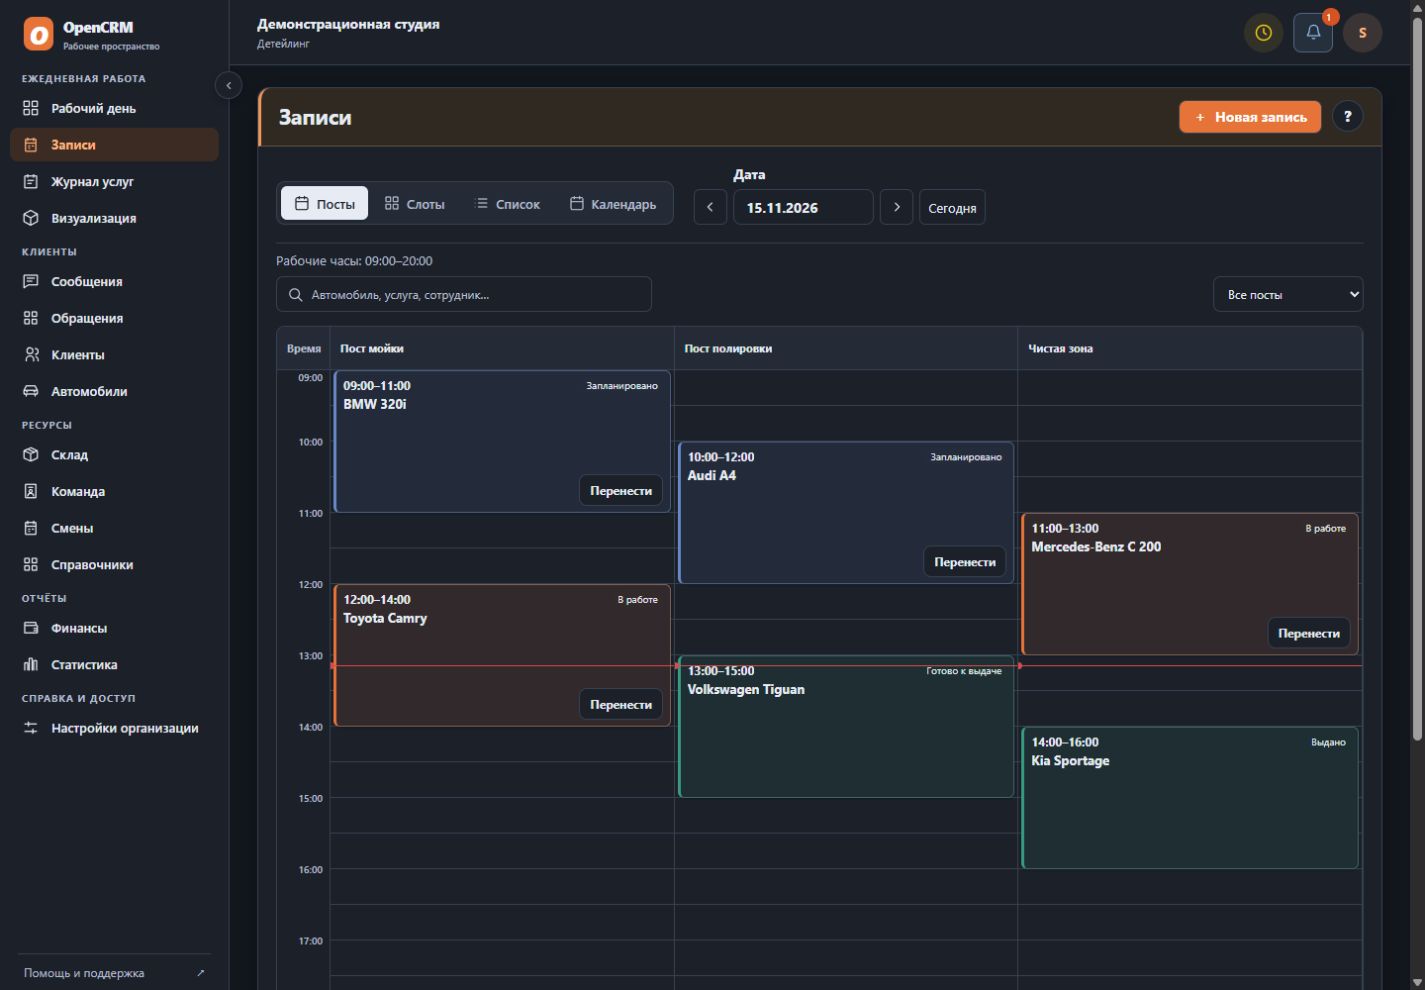 OpenCRM
Рабочее пространство
ЕЖЕДНЕВНАЯ РАБОТА
Рабочий день
Записи
Журнал услуг
Визуализация
КЛИЕНТЫ
Сообщения
Обращения
Клиенты
Автомобили
РЕСУРСЫ
Склад
Команда
Смены
Справочники
ОТЧЁТЫ
Финансы
Статистика
СПРАВКА И ДОСТУП
Настройки организации
Помощь и поддержка
Демонстрационная студия
Детейлинг
1
S
Записи
+ Новая запись
?
Посты
Слоты
Список
Календарь
Дата
15.11.2026
Сегодня
Рабочие часы: 09:00–20:00
Автомобиль, услуга, сотрудник...
Все посты
Время
Пост мойки
Пост полировки
Чистая зона
09:00
09:00–11:00 Запланировано
BMW 320i
Перенести
10:00
10:00–12:00 Запланировано
Audi A4
Перенести
11:00
11:00–13:00 В работе
Mercedes-Benz C 200
Перенести
12:00
12:00–14:00 В работе
Toyota Camry
Перенести
13:00
13:00–15:00 Готово к выдаче
Volkswagen Tiguan
14:00
14:00–16:00 Выдано
Kia Sportage
15:00
16:00
17:00